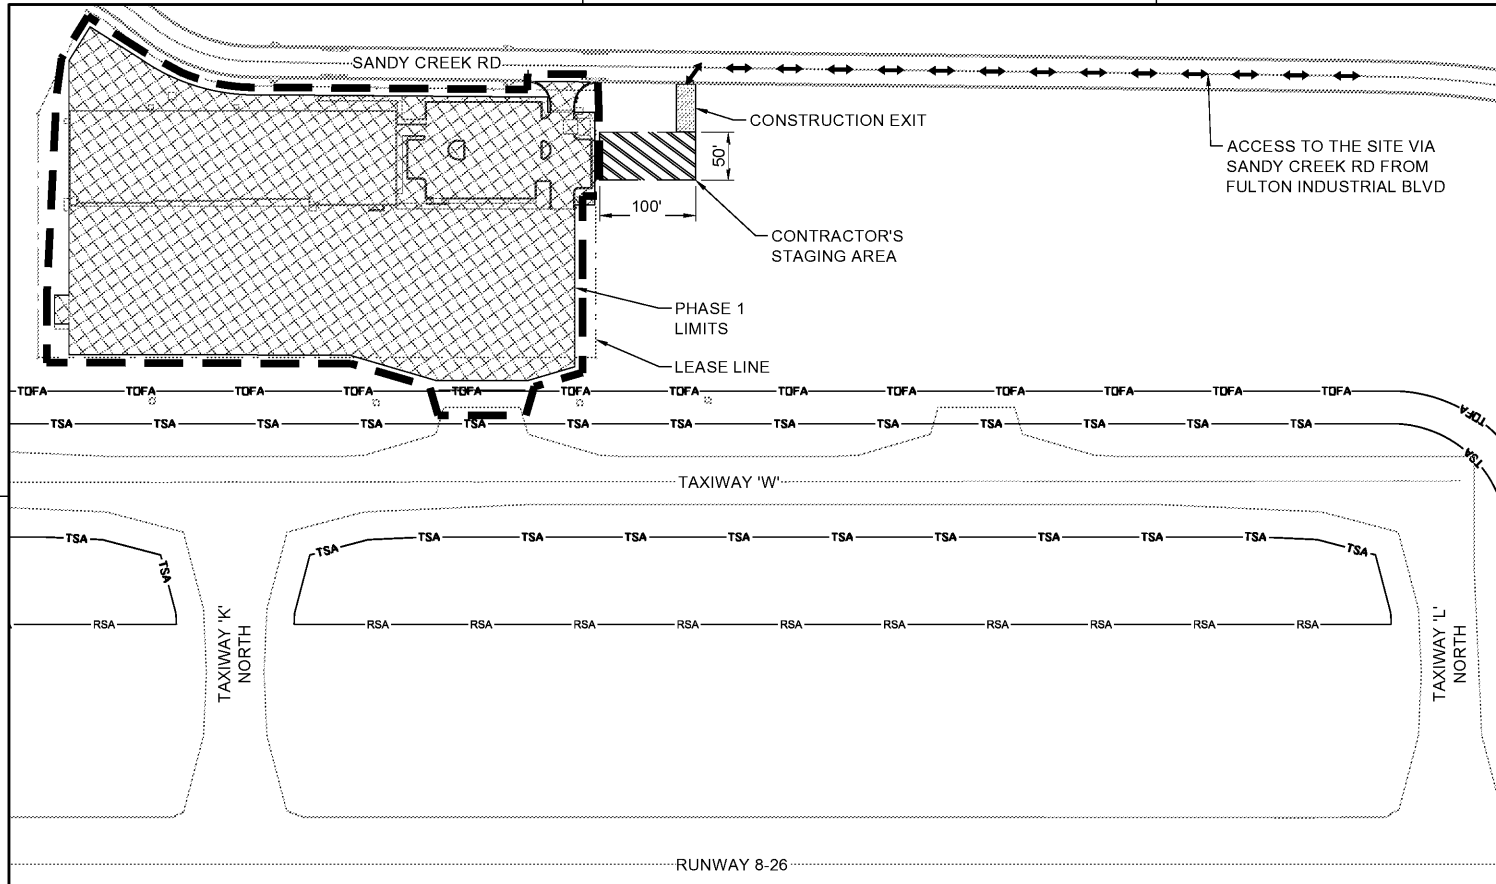 SANDY CREEK RD
CONSTRUCTION EXIT
ACCESS TO THE SITE VIA
SANDY CREEK RD FROM
FULTON INDUSTRIAL BLVD
50'
100'
CONTRACTOR'S
STAGING AREA
PHASE 1
LIMITS
LEASE LINE
TOFA TOFA TOFA TOFA TOFA TOFA TOFA TOFA TOFA TOFA TOFA TOFA TOFA TOFA
TSA TSA TSA TSA TSA TSA TSA TSA TSA TSA TSA TSA TSA TSA
TAXIWAY 'W'
TSA TSA TSA TSA TSA TSA TSA TSA TSA TSA TSA TSA TSA
RSA RSA RSA RSA RSA RSA RSA RSA RSA RSA RSA
TAXIWAY 'K'
NORTH
TAXIWAY 'L'
NORTH
RUNWAY 8-26